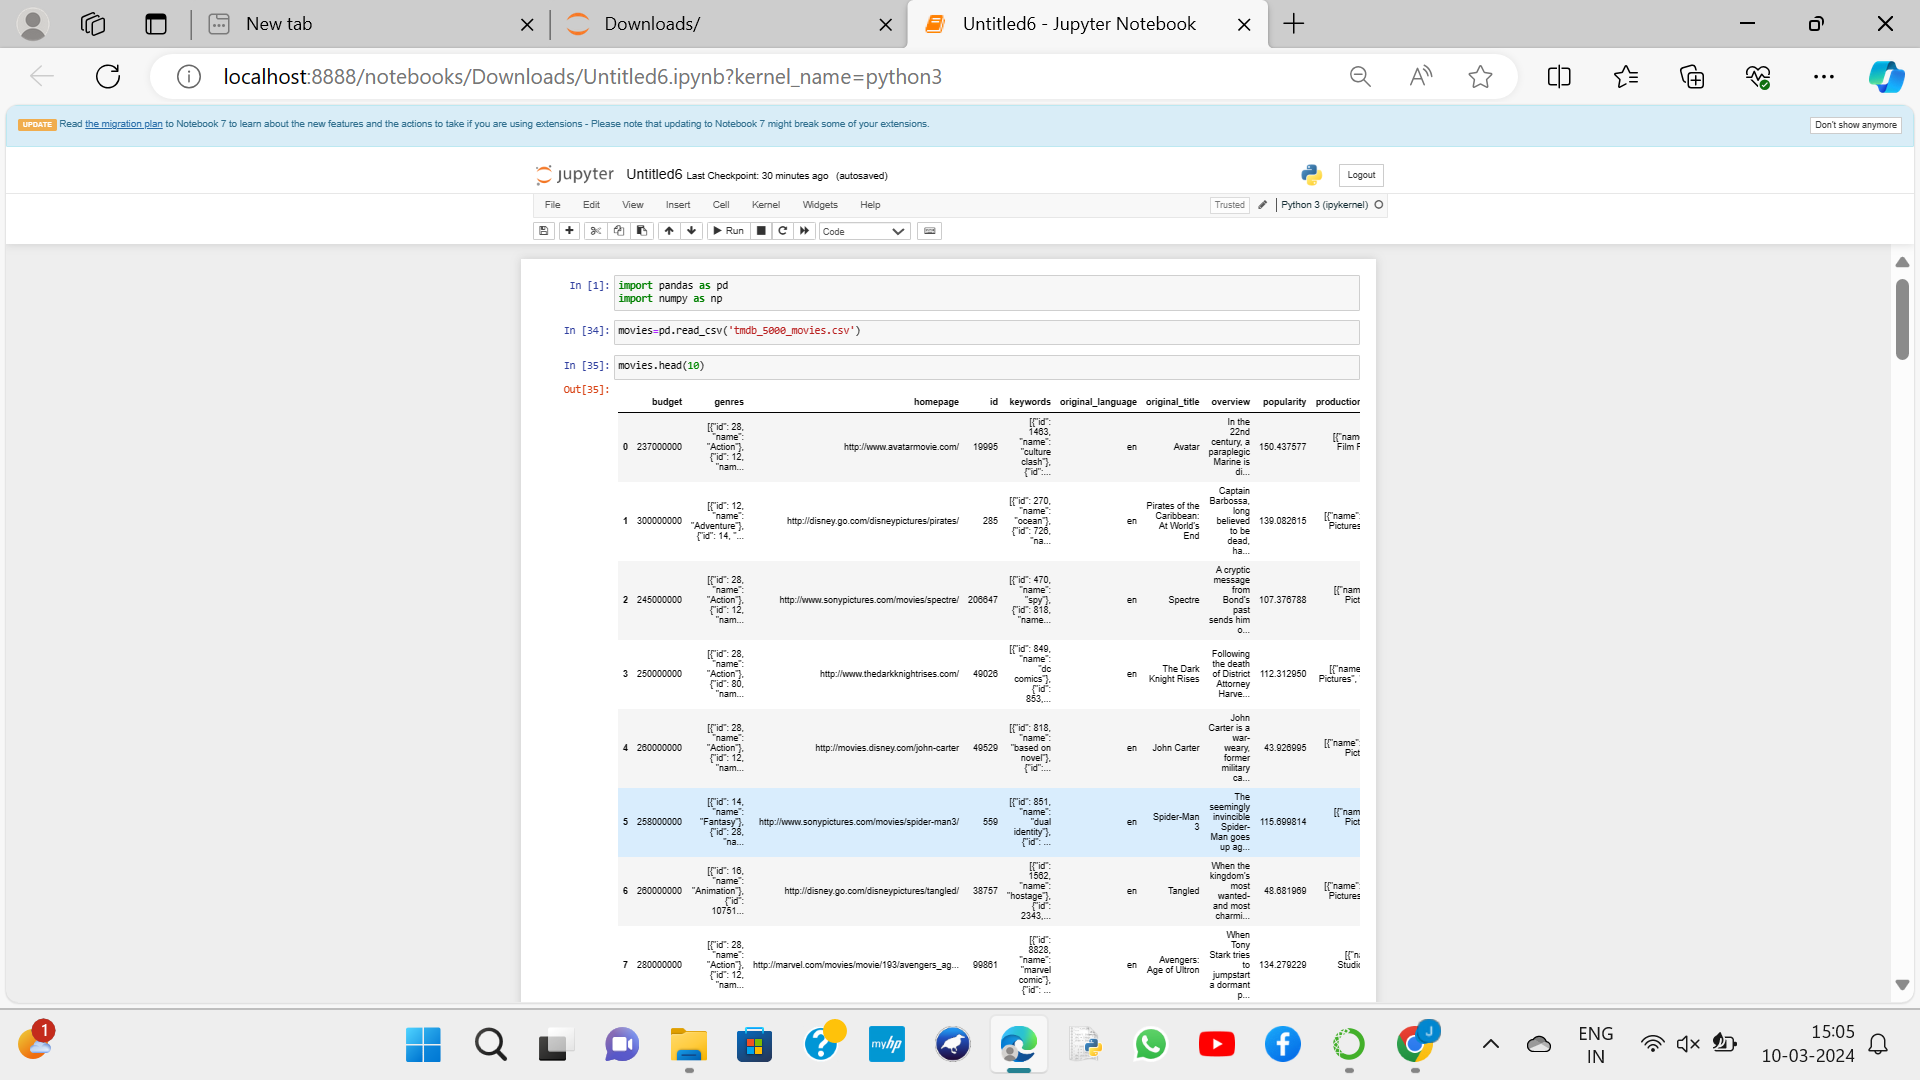 New tab
Downloads/
Untitled6 - Jupyter Notebook
localhost:8888/notebooks/Downloads/Untitled6.ipynb?kernel_name=python3
UPDATE Read the migration plan to Notebook 7 to learn about the new features and the actions to take if you are using extensions - Please note that updating to Notebook 7 might break some of your extensions.
Don't show anymore
jupyter Untitled6 Last Checkpoint: 30 minutes ago (autosaved)
Logout
File Edit View Insert Cell Kernel Widgets Help
Trusted
Python 3 (ipykernel)
Run
Code
In [1]: import pandas as pd
import numpy as np
In [34]: movies=pd.read_csv('tmdb_5000_movies.csv')
In [35]: movies.head(10)
Out[35]:
budget genres homepage id keywords original_language original_title overview popularity production
0 237000000
[{"id": 28,
"name":
"Action"},
{"id": 12,
"nam...
http://www.avatarmovie.com/
19995
[{"id":
1463,
"name":
"culture
clash"},
{"id":...
en
Avatar
In the
22nd
century, a
paraplegic
Marine is
di...
150.437577
[{"nam
Film F
1 300000000
[{"id": 12,
"name":
"Adventure"},
{"id": 14, "...
http://disney.go.com/disneypictures/pirates/
285
[{"id": 270,
"name":
"ocean"},
{"id": 726,
"na...
en
Pirates of the
Caribbean:
At World's
End
Captain
Barbossa,
long
believed
to be
dead,
ha...
139.082615
[{"name":
Pictures
2 245000000
[{"id": 28,
"name":
"Action"},
{"id": 12,
"nam...
http://www.sonypictures.com/movies/spectre/
206647
[{"id": 470,
"name":
"spy"},
{"id": 818,
"name...
en
Spectre
A cryptic
message
from
Bond's
past
sends him
o...
107.376788
[{"nam
Pict
3 250000000
[{"id": 28,
"name":
"Action"},
{"id": 80,
"nam...
http://www.thedarkknightrises.com/
49026
[{"id": 849,
"name":
"dc
comics"},
{"id":
853,...
en
The Dark
Knight Rises
Following
the death
of District
Attorney
Harve...
112.312950
[{"name
Pictures",
4 260000000
[{"id": 28,
"name":
"Action"},
{"id": 12,
"nam...
http://movies.disney.com/john-carter
49529
[{"id": 818,
"name":
"based on
novel"},
{"id":...
en
John Carter
John
Carter is a
war-
weary,
former
military
ca...
43.926995
[{"name":
Pict
5 258000000
[{"id": 14,
"name":
"Fantasy"},
{"id": 28,
"na...
http://www.sonypictures.com/movies/spider-man3/
559
[{"id": 851,
"name":
"dual
identity"},
{"id": ...
en
Spider-Man
3
The
seemingly
invincible
Spider-
Man goes
up ag...
115.699814
[{"nam
Pict
6 260000000
[{"id": 16,
"name":
"Animation"},
{"id":
10751...
http://disney.go.com/disneypictures/tangled/
38757
[{"id":
1562,
"name":
"hostage"},
{"id":
2343,...
en
Tangled
When the
kingdom's
most
wanted-
and most
charmi...
48.681969
[{"name":
Pictures
7 280000000
[{"id": 28,
"name":
"Action"},
{"id": 12,
"nam...
http://marvel.com/movies/movie/193/avengers_ag...
99861
[{"id":
8828,
"name":
"marvel
comic"},
{"id": ...
en
Avengers:
Age of Ultron
When
Tony
Stark tries
to
jumpstart
a dormant
p...
134.279229
[{"na
Studio
1
myhp
J
ENG
IN
15:05
10-03-2024